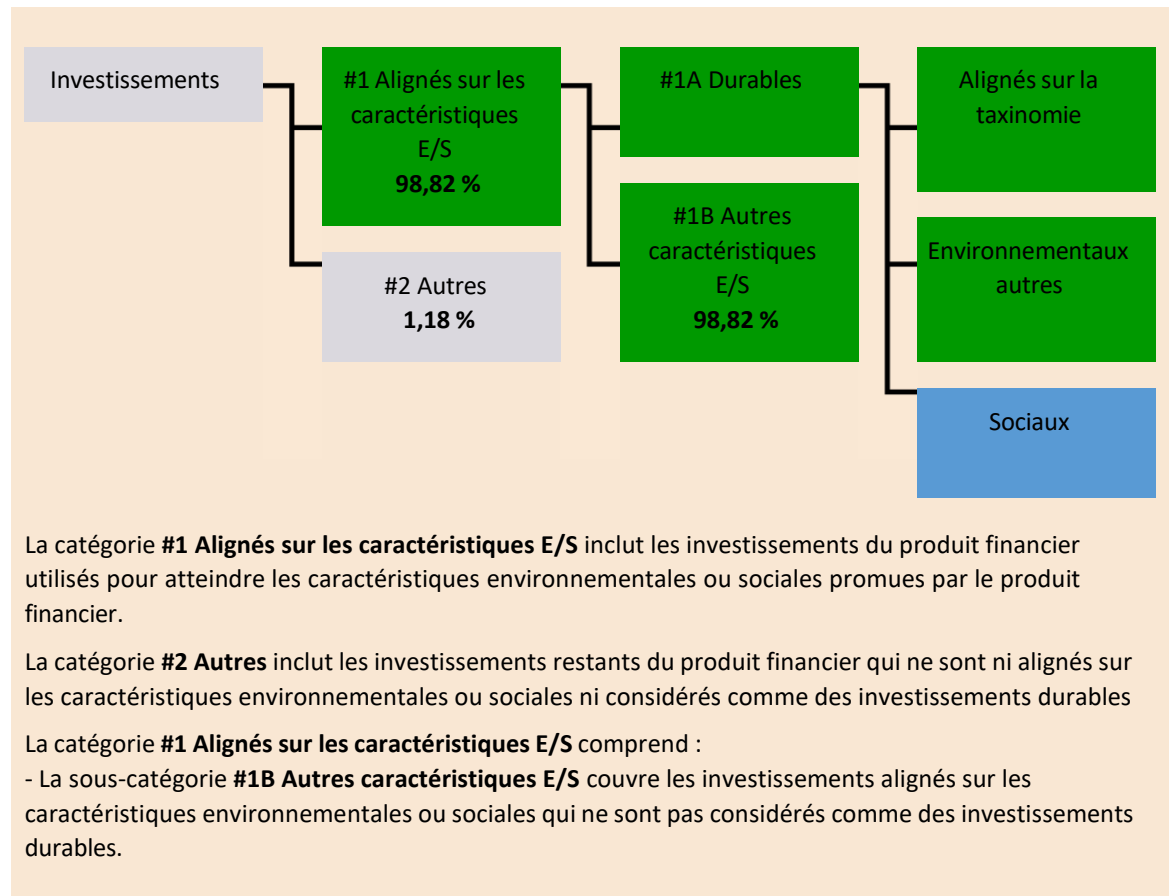 Investissements
#1 Alignés sur les
caractéristiques
E/S
98,82 %
#2 Autres
1,18 %
#1A Durables
#1B Autres
caractéristiques
E/S
98,82 %
Alignés sur la
taxinomie
Environnementaux
autres
Sociaux
La catégorie #1 Alignés sur les caractéristiques E/S inclut les investissements du produit financier
utilisés pour atteindre les caractéristiques environnementales ou sociales promues par le produit
financier.
La catégorie #2 Autres inclut les investissements restants du produit financier qui ne sont ni alignés sur
les caractéristiques environnementales ou sociales ni considérés comme des investissements durables
La catégorie #1 Alignés sur les caractéristiques E/S comprend :
- La sous-catégorie #1B Autres caractéristiques E/S couvre les investissements alignés sur les
caractéristiques environnementales ou sociales qui ne sont pas considérés comme des investissements
durables.